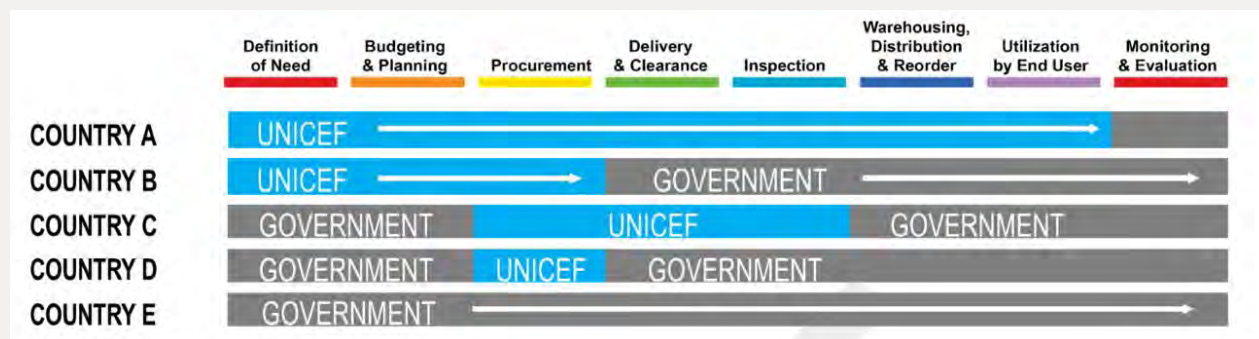 Definition
of Need
Budgeting
& Planning
Procurement
Delivery
& Clearance
Inspection
Warehousing,
Distribution
& Reorder
Utilization
by End User
Monitoring
& Evaluation
COUNTRY A
UNICEF
COUNTRY B
UNICEF
GOVERNMENT
COUNTRY C
GOVERNMENT
UNICEF
GOVERNMENT
COUNTRY D
GOVERNMENT
UNICEF
GOVERNMENT
COUNTRY E
GOVERNMENT